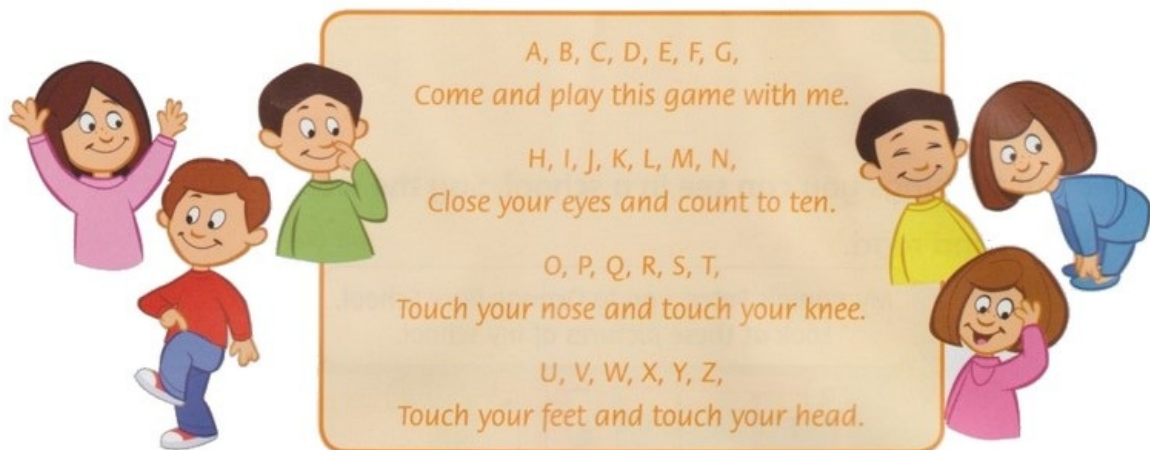 A, B, C, D, E, F, G,
Come and play this game with me.
H, I, J, K, L, M, N,
Close your eyes and count to ten.
O, P, Q, R, S, T,
Touch your nose and touch your knee.
U, V, W, X, Y, Z,
Touch your feet and touch your head.